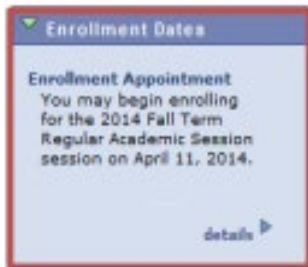 Enrollment Dates
Enrollment Appointment
You may begin enrolling
for the 2014 Fall Term
Regular Academic Session
session on April 11, 2014.
details